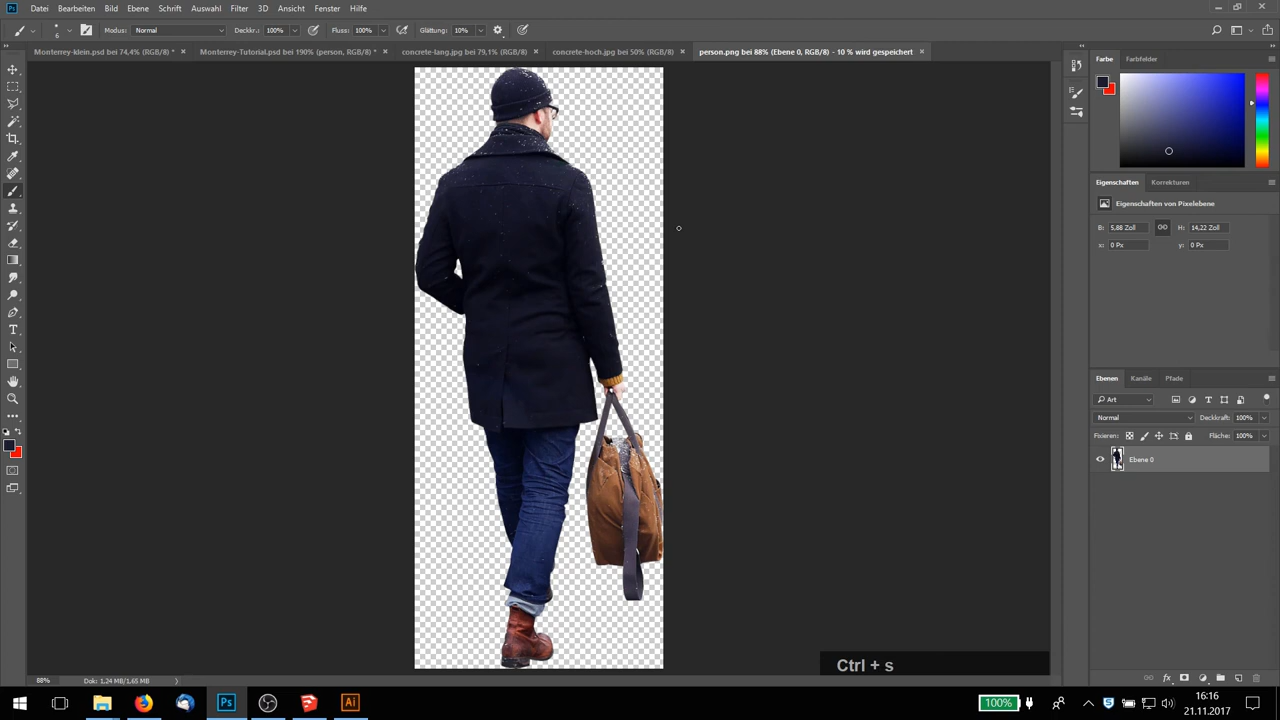 Ps Datei Bearbeiten Bild Ebene Schrift Auswahl Filter 3D Ansicht Fenster Hilfe
6 Modus: Normal Deckkr.: 100% Fluss: 100% Glättung: 10%
Monterrey-klein.psd bei 74,4% (RGB/8) * × Monterrey-Tutorial.psd bei 190% (person, RGB/8) * × concrete-lang.jpg bei 79,1% (RGB/8) × concrete-hoch.jpg bei 50% (RGB/8) × person.png bei 88% (Ebene 0, RGB/8) - 10 % wird gespeichert ×
Farbe Farbfelder
Eigenschaften Korrekturen
Eigenschaften von Pixelebene
B: 5,88 Zoll H: 14,22 Zoll
x: 0 Px y: 0 Px
Ebenen Kanäle Pfade
Art
Normal Deckkraft: 100%
Fixieren: Fläche: 100%
Ebene 0
Ctrl + s
88% Dok: 1,24 MB/1,65 MB
Ps Ai 100% 16:16
21.11.2017